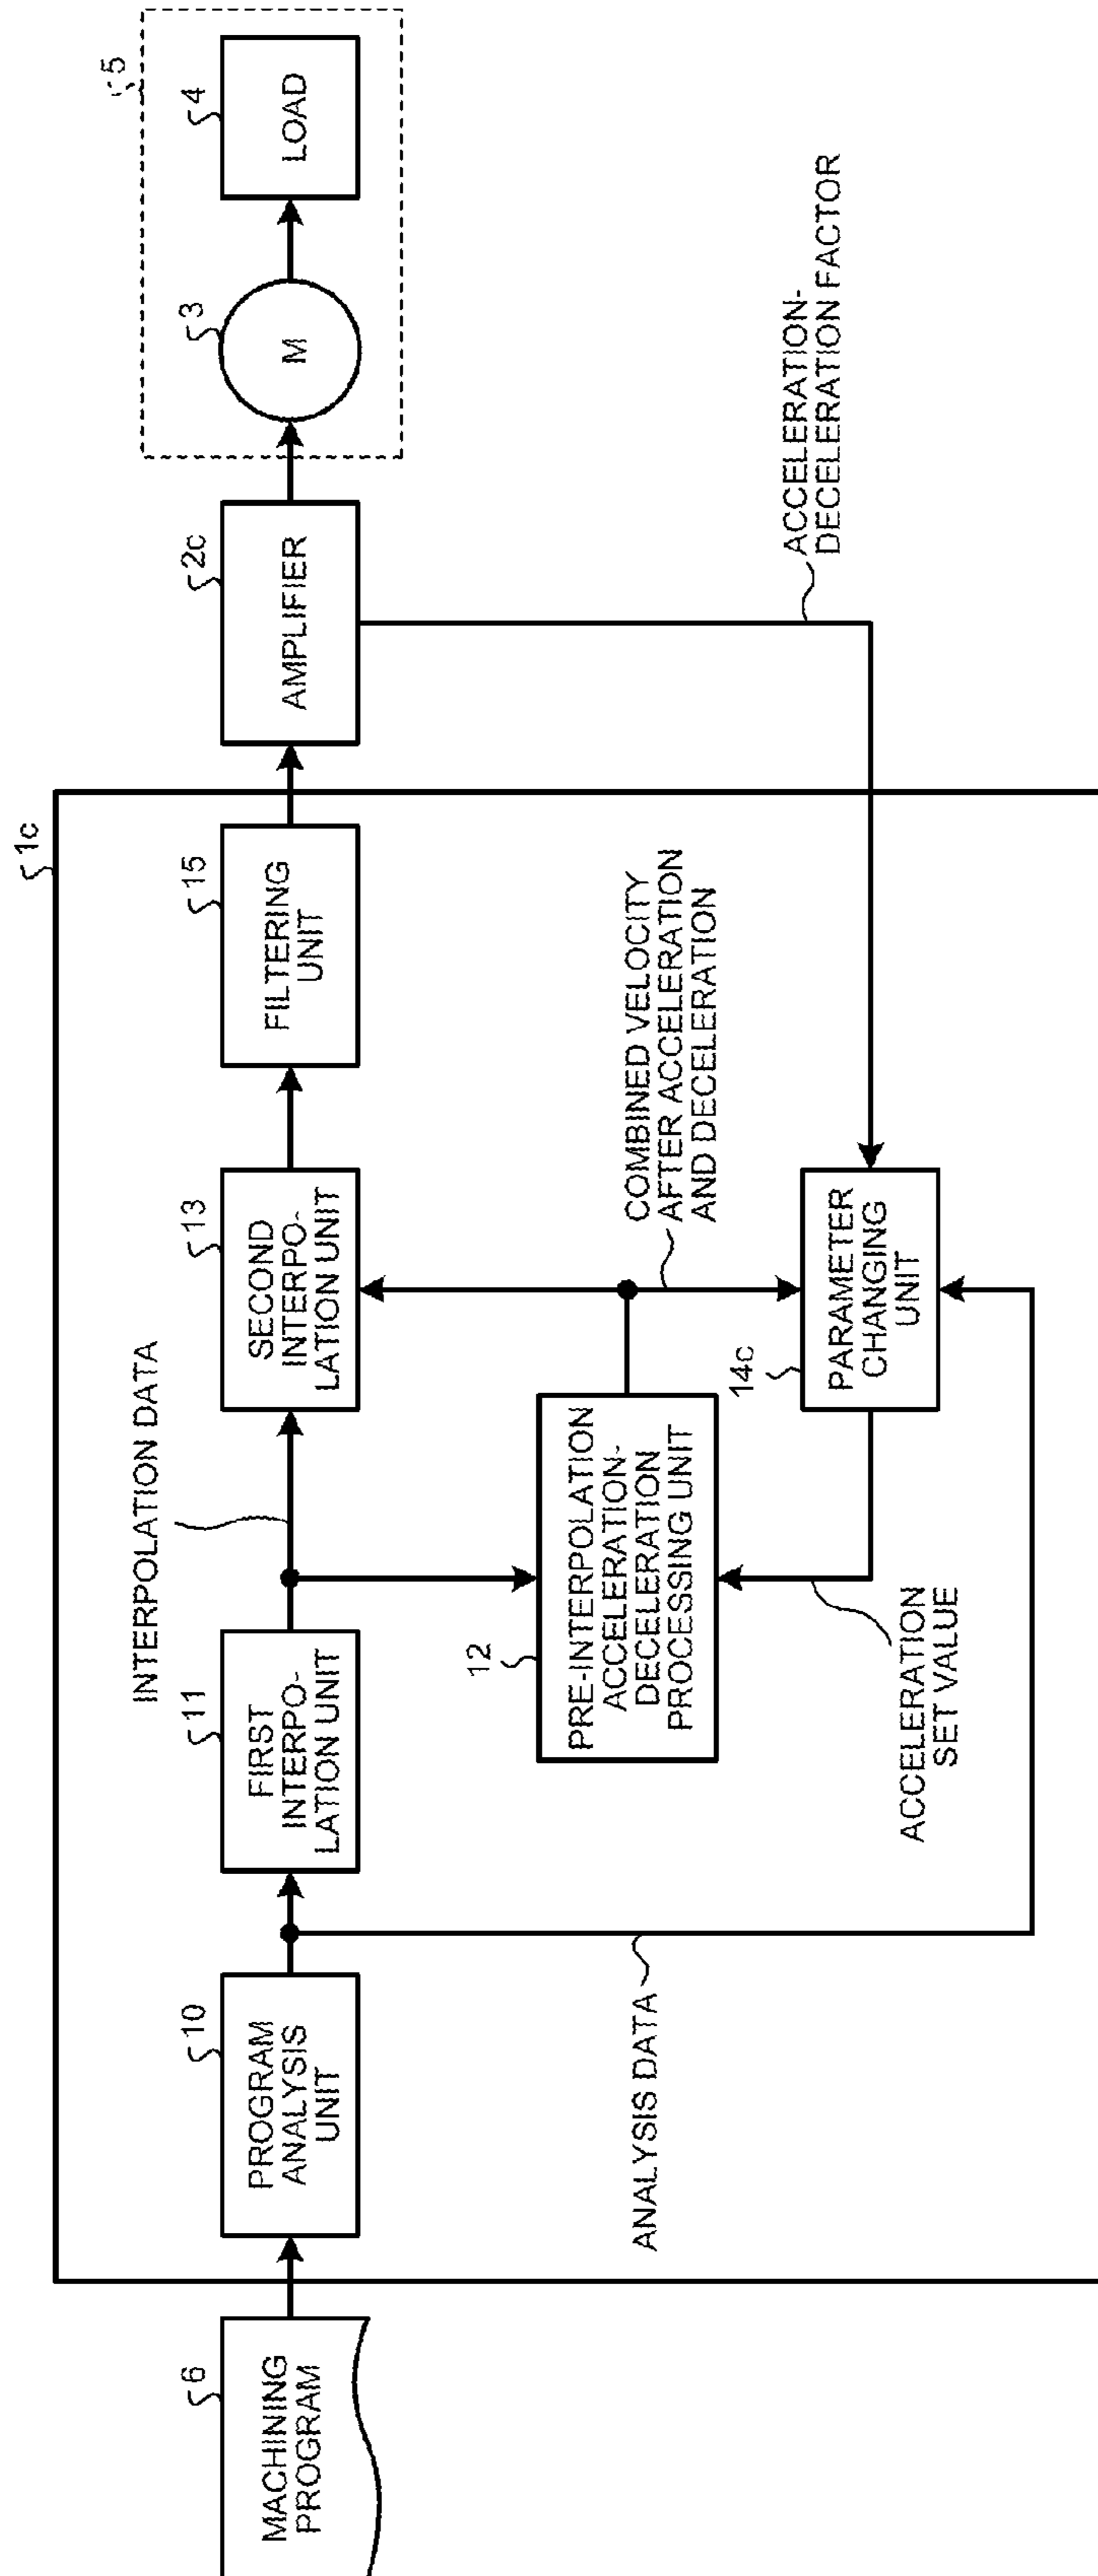 6
MACHINING
PROGRAM
1c
10
PROGRAM
ANALYSIS
UNIT
ANALYSIS DATA
11
FIRST
INTERPO-
LATION UNIT
INTERPOLATION DATA
12
PRE-INTERPOLATION
ACCELERATION-
DECELERATION
PROCESSING UNIT
ACCELERATION
SET VALUE
13
SECOND
INTERPO-
LATION UNIT
COMBINED VELOCITY
AFTER ACCELERATION
AND DECELERATION
14c
PARAMETER
CHANGING
UNIT
15
FILTERING
UNIT
2c
AMPLIFIER
ACCELERATION-
DECELERATION FACTOR
3
M
4
LOAD
5